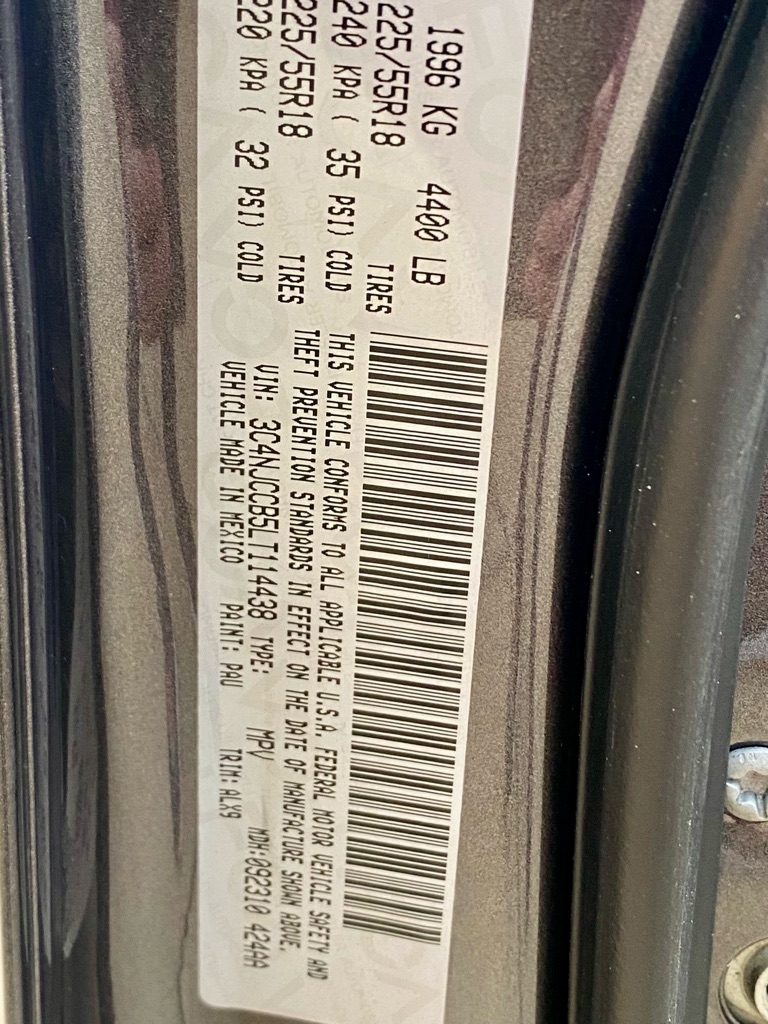 1996 KG 4400 LB
225/55R18 TIRES
240 KPA ( 35 PSI) COLD
225/55R18 TIRES
220 KPA ( 32 PSI) COLD
THIS VEHICLE CONFORMS TO ALL APPLICABLE U.S.A. FEDERAL MOTOR VEHICLE SAFETY AND
THEFT PREVENTION STANDARDS IN EFFECT ON THE DATE OF MANUFACTURE SHOWN ABOVE.
VIN: 3C4NJCCB5LT114438 TYPE: MPV MDH:092310 424AA
VEHICLE MADE IN MEXICO PAINT: PAU TRIM: ALX9